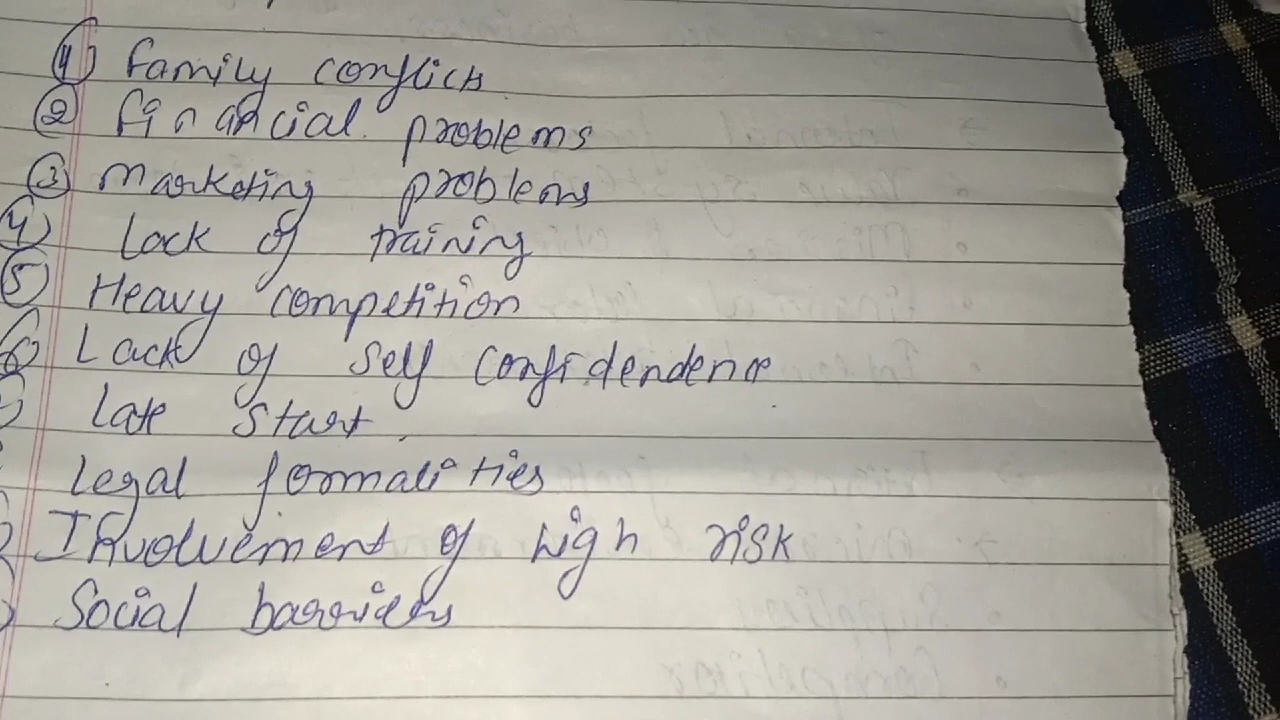 1) Family conflicts
2) Financial problems
3) Marketing problems
4) Lack of training
5) Heavy competition
6) Lack of self confidendence
Late start
Legal formalities
Involvement of high risk
Social barriers